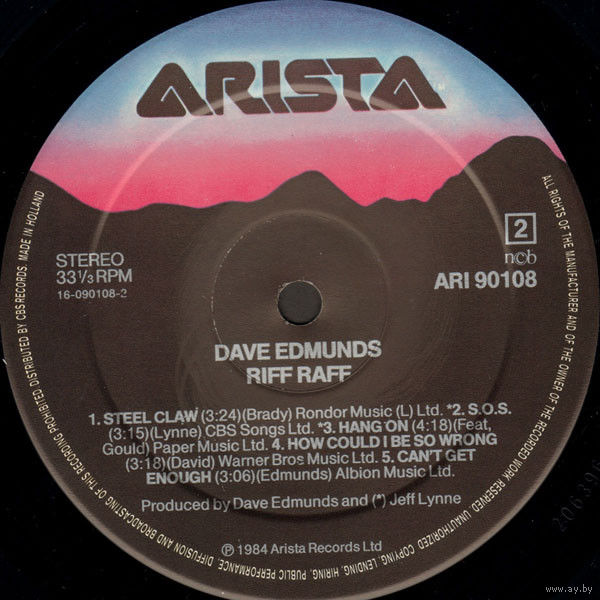 ARISTA
STEREO
33 1/3 RPM
16-090108-2
2
ncb
ARI 90108
DAVE EDMUNDS
RIFF RAFF
1. STEEL CLAW (3:24)(Brady) Rondor Music (L) Ltd. *2. S.O.S.
(3:15)(Lynne) CBS Songs Ltd. *3. HANG ON (4:18)(Feat,
Gould) Paper Music Ltd. 4. HOW COULD I BE SO WRONG
(3:18)(David) Warner Bros Music Ltd. 5. CAN'T GET
ENOUGH (3:06)(Edmunds) Albion Music Ltd.
Produced by Dave Edmunds and (*) Jeff Lynne
℗ 1984 Arista Records Ltd
ALL RIGHTS OF THE MANUFACTURER AND OF THE OWNER OF THE RECORDED WORK RESERVED. UNAUTHORIZED COPYING, LENDING, HIRING, PUBLIC PERFORMANCE, DIFFUSION AND BROADCASTING OF THIS RECORDING PROHIBITED. DISTRIBUTED BY CBS RECORDS. MADE IN HOLLAND
www.ay.by